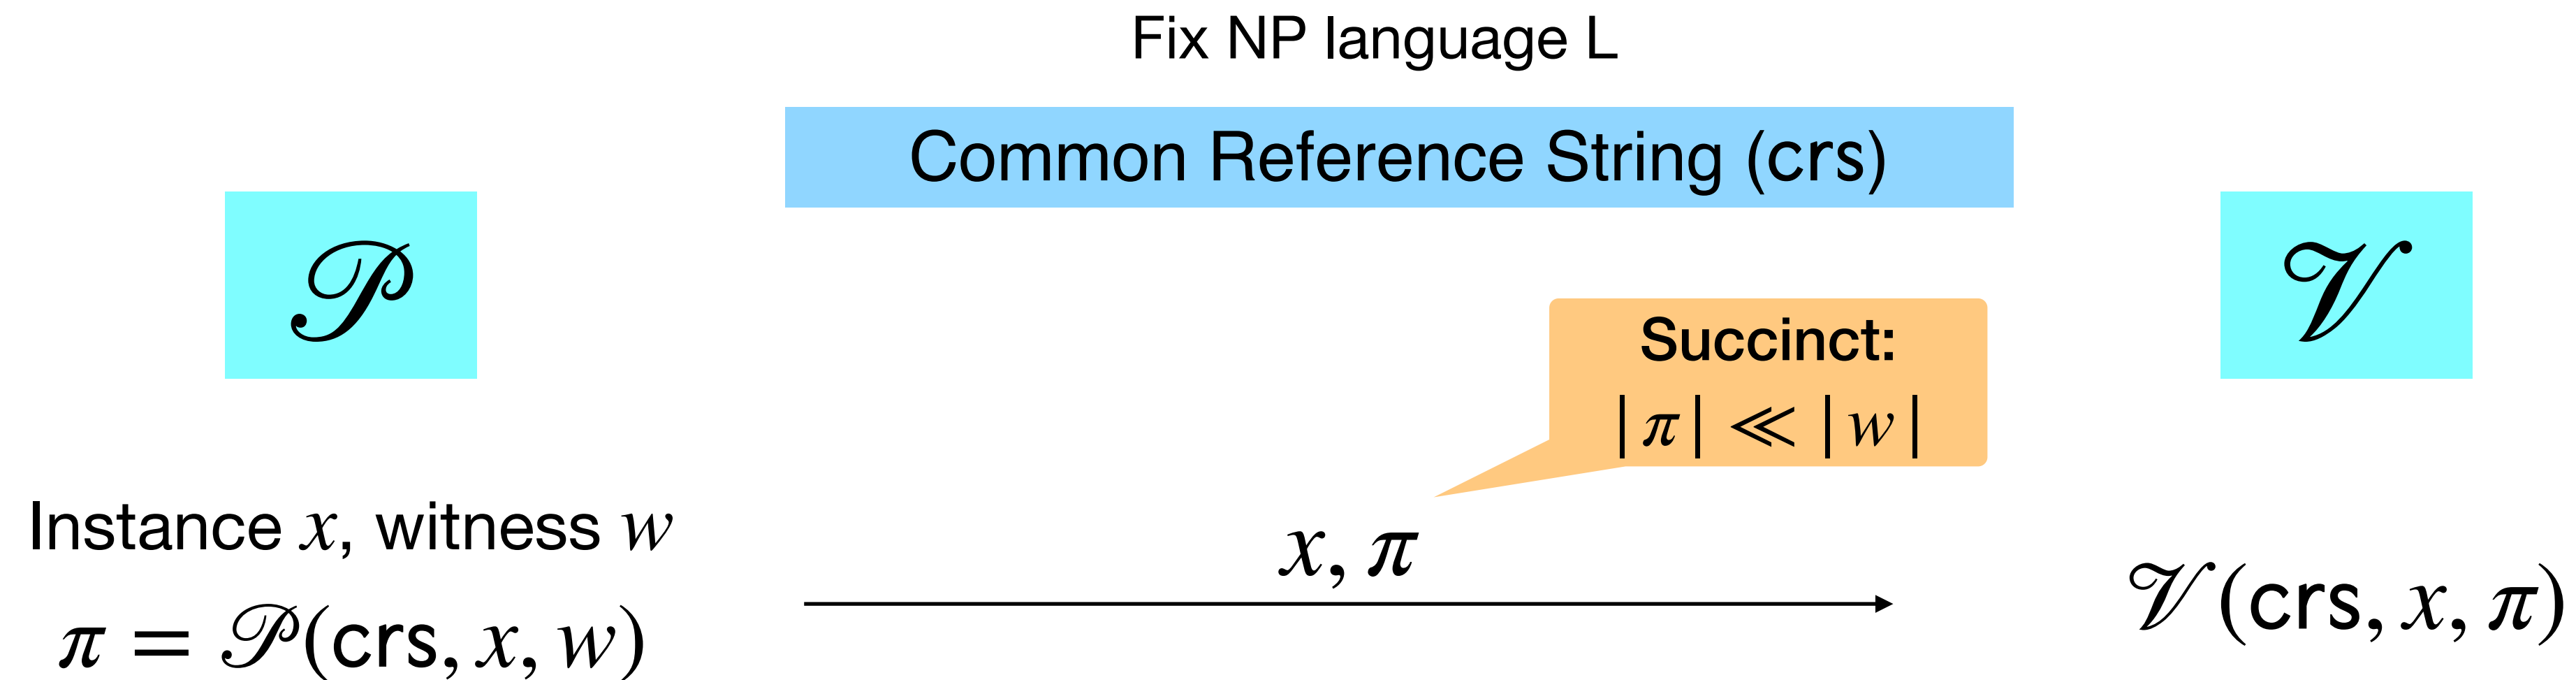 Fix NP language L
Common Reference String (crs)
𝒫
𝒱
Succinct:
|π| ≪ |w|
Instance x, witness w
x, π
π = 𝒫(crs, x, w)
𝒱(crs, x, π)